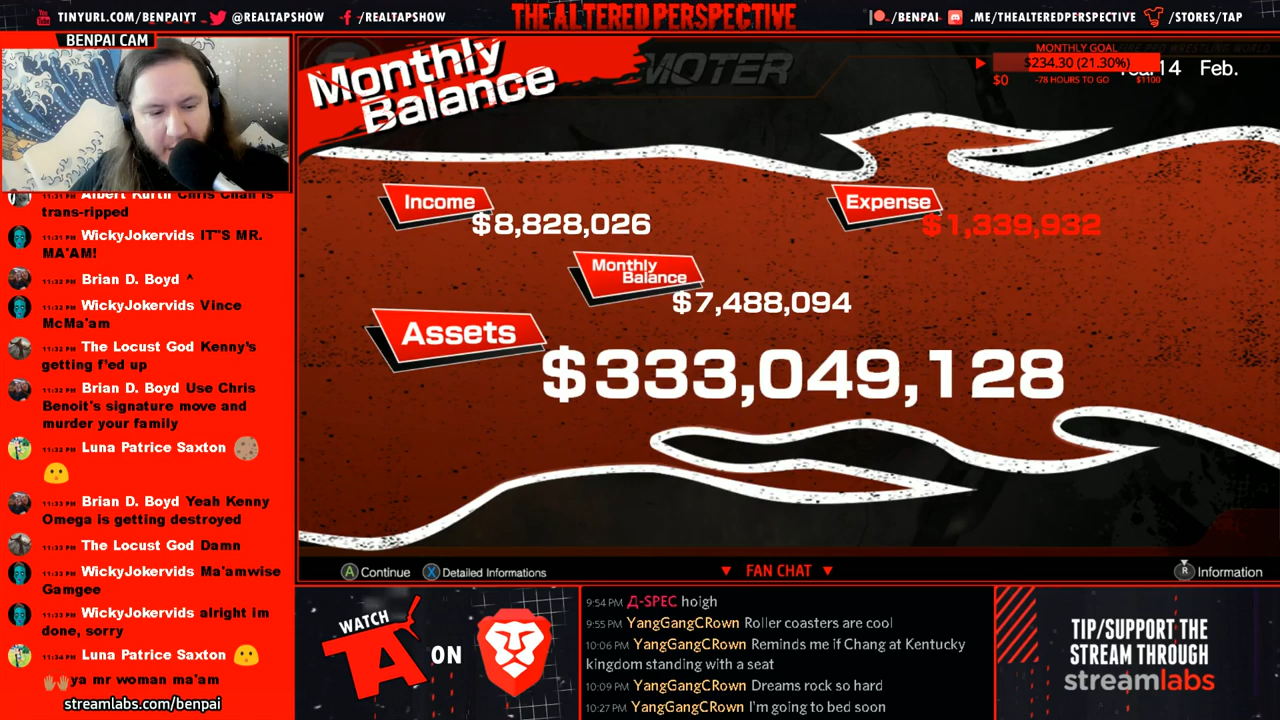 TINYURL.COM/BENPAIYT
@REALTAPSHOW
/REALTAPSHOW
THE ALTERED PERSPECTIVE
/BENPAI
.ME/THEALTEREDPERSPECTIVE
/STORES/TAP
BENPAI CAM
Monthly
Balance
MOTER
MONTHLY GOAL
$234.30 (21.30%)
$0
-78 HOURS TO GO
$1100
14 Feb.
Income
$8,828,026
Expense
$1,339,932
Monthly
Balance
$7,488,094
Assets
$333,049,128
11:31 PM Albert Kurth Chris Chan is
trans-ripped
11:31 PM WickyJokervids IT"S MR.
MA'AM!
11:32 PM Brian D. Boyd ^
11:32 PM WickyJokervids Vince
McMa'am
11:32 PM The Locust God Kenny's
getting f'ed up
11:32 PM Brian D. Boyd Use Chris
Benoit's signature move and
murder your family
11:32 PM Luna Patrice Saxton
11:33 PM Brian D. Boyd Yeah Kenny
Omega is getting destroyed
11:33 PM The Locust God Damn
11:33 PM WickyJokervids Ma'amwise
Gamgee
11:33 PM WickyJokervids alright im
done, sorry
11:34 PM Luna Patrice Saxton
ya mr woman ma'am
streamlabs.com/benpai
A Continue
X Detailed Informations
FAN CHAT
R Information
WATCH
ON
9:54 PM Д-SPEC hoigh
9:55 PM YangGangCRown Roller coasters are cool
10:06 PM YangGangCRown Reminds me if Chang at Kentucky
kingdom standing with a seat
10:09 PM YangGangCRown Dreams rock so hard
10:27 PM YangGangCRown I'm going to bed soon
TIP/SUPPORT THE
STREAM THROUGH
streamlabs